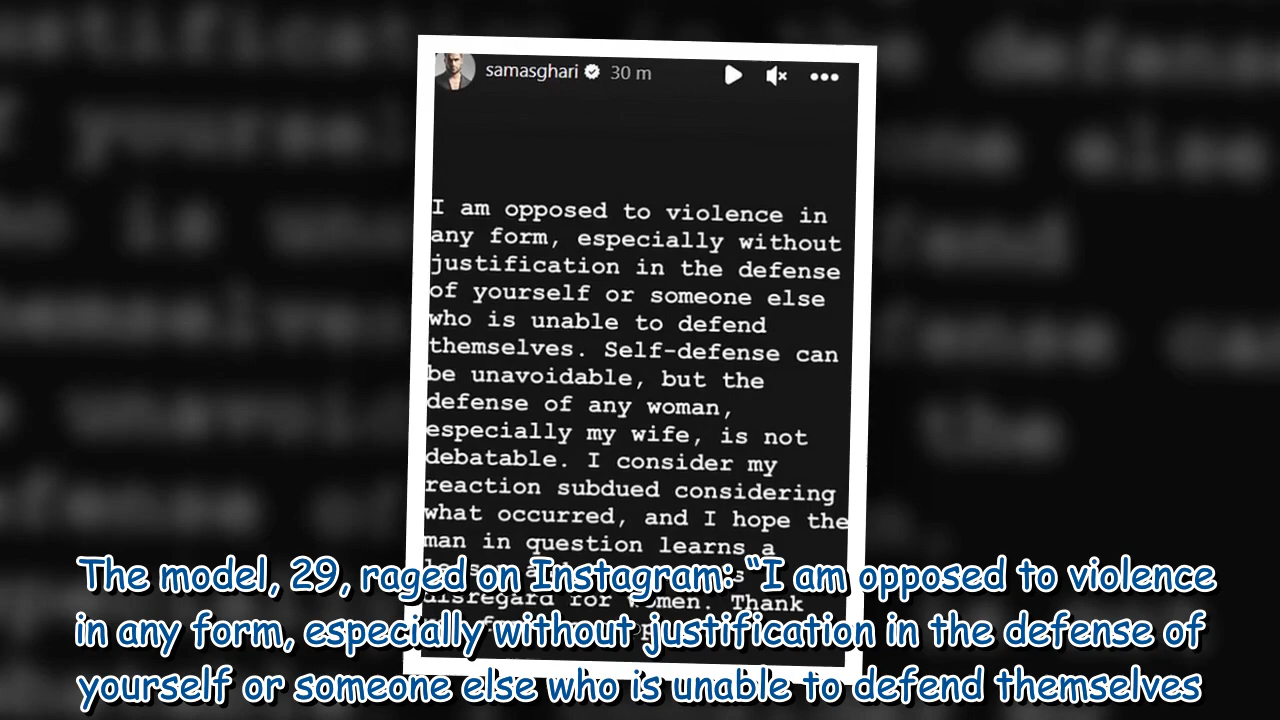 samasghari 30 m
I am opposed to violence in
any form, especially without
justification in the defense
of yourself or someone else
who is unable to defend
themselves. Self-defense can
be unavoidable, but the
defense of any woman,
especially my wife, is not
debatable. I consider my
reaction subdued considering
what occurred, and I hope the
man in question learns a
disregard for women. Thank
The model, 29, raged on Instagram: “I am opposed to violence
in any form, especially without justification in the defense of
yourself or someone else who is unable to defend themselves